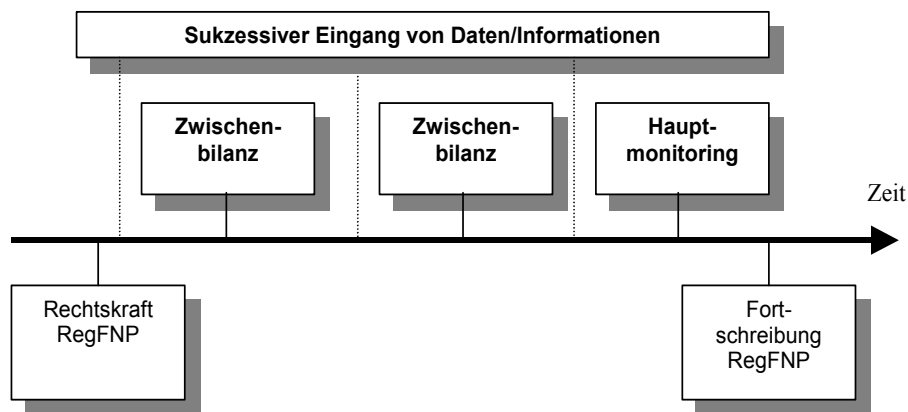 Sukzessiver Eingang von Daten/Informationen
Zwischen-
bilanz
Zwischen-
bilanz
Haupt-
monitoring
Zeit
Rechtskraft
RegFNP
Fort-
schreibung
RegFNP